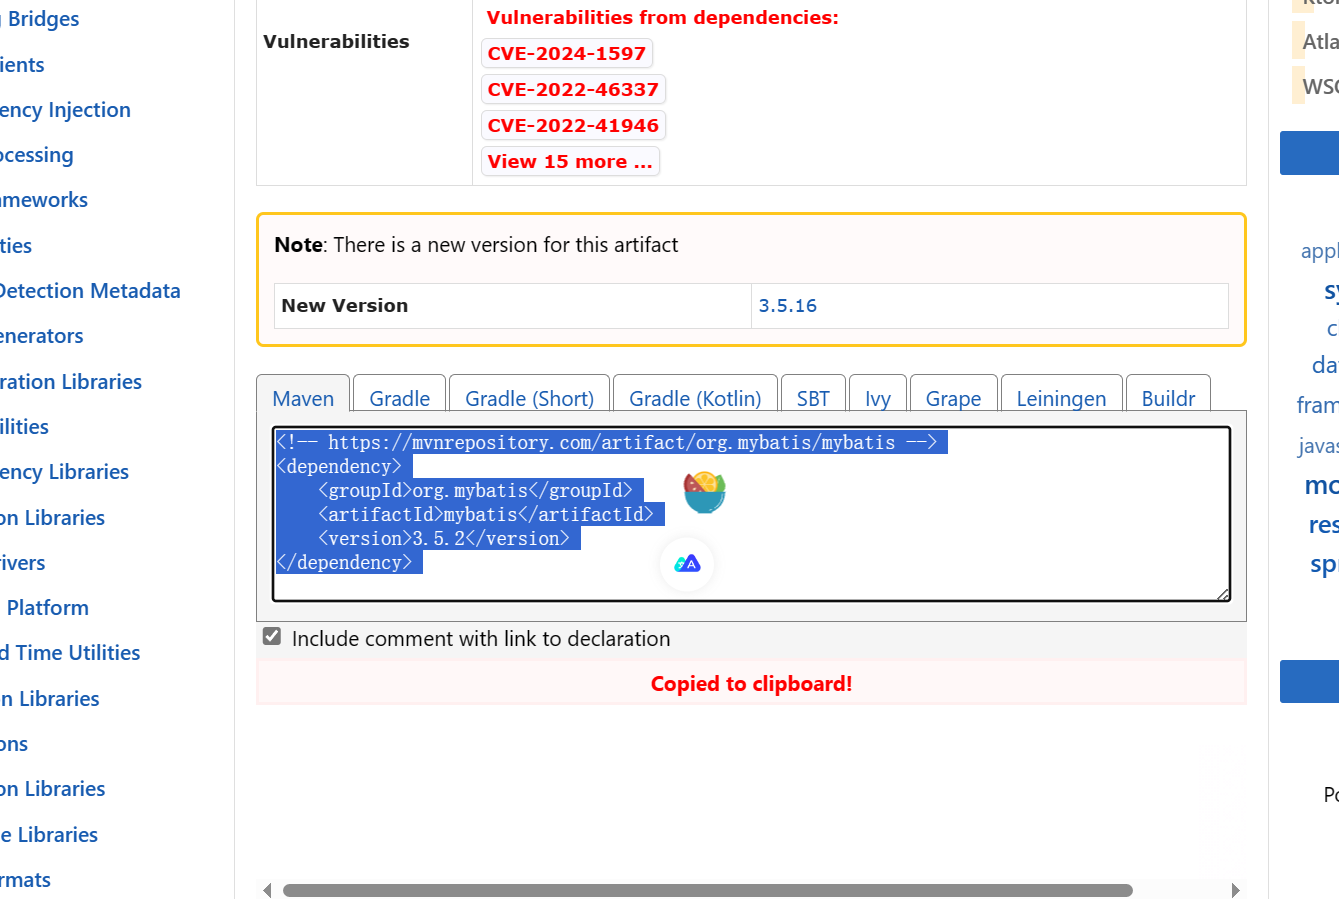 Bridges
ients
ency Injection
ocessing
ameworks
ties
Detection Metadata
enerators
ration Libraries
ilities
ency Libraries
on Libraries
rivers
Platform
d Time Utilities
n Libraries
ons
on Libraries
e Libraries
rmats
Vulnerabilities
Vulnerabilities from dependencies:
CVE-2024-1597
CVE-2022-46337
CVE-2022-41946
View 15 more ...
Note: There is a new version for this artifact
New Version
3.5.16
Maven Gradle Gradle (Short) Gradle (Kotlin) SBT Ivy Grape Leiningen Buildr
<!-- https://mvnrepository.com/artifact/org.mybatis/mybatis -->
<dependency>
    <groupId>org.mybatis</groupId>
    <artifactId>mybatis</artifactId>
    <version>3.5.2</version>
</dependency>
A
Include comment with link to declaration
Copied to clipboard!
Atla
WSO
appl
sy
c
da
fram
javas
mo
res
spr
Po